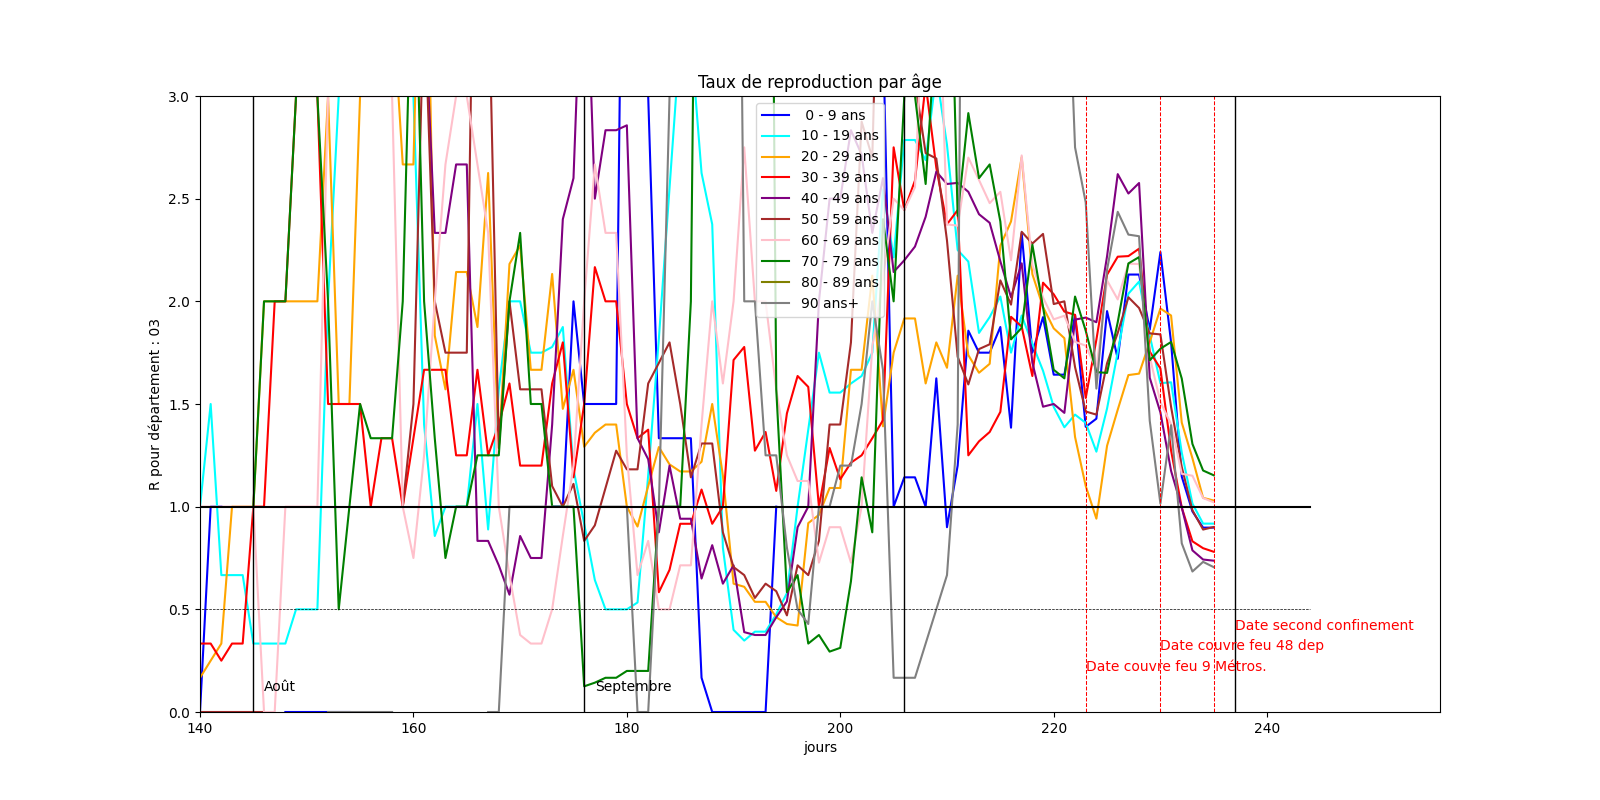 Taux de reproduction par âge
3.0
2.5
2.0
1.5
1.0
0.5
0.0
R pour département : 03
0 - 9 ans
10 - 19 ans
20 - 29 ans
30 - 39 ans
40 - 49 ans
50 - 59 ans
60 - 69 ans
70 - 79 ans
80 - 89 ans
90 ans+
Date second confinement
Date couvre feu 48 dep
Date couvre feu 9 Métros.
Août
Septembre
140
160
180
200
220
240
jours